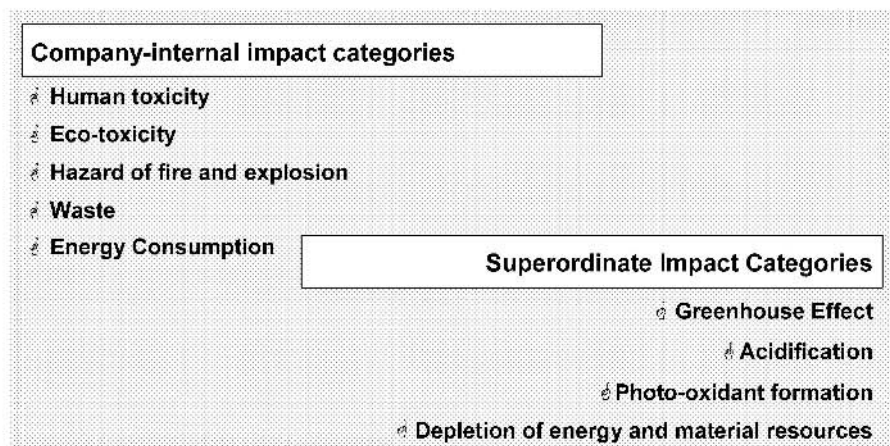 Company-internal impact categories
Human toxicity
Eco-toxicity
Hazard of fire and explosion
Waste
Energy Consumption
Superordinate Impact Categories
Greenhouse Effect
Acidification
Photo-oxidant formation
Depletion of energy and material resources